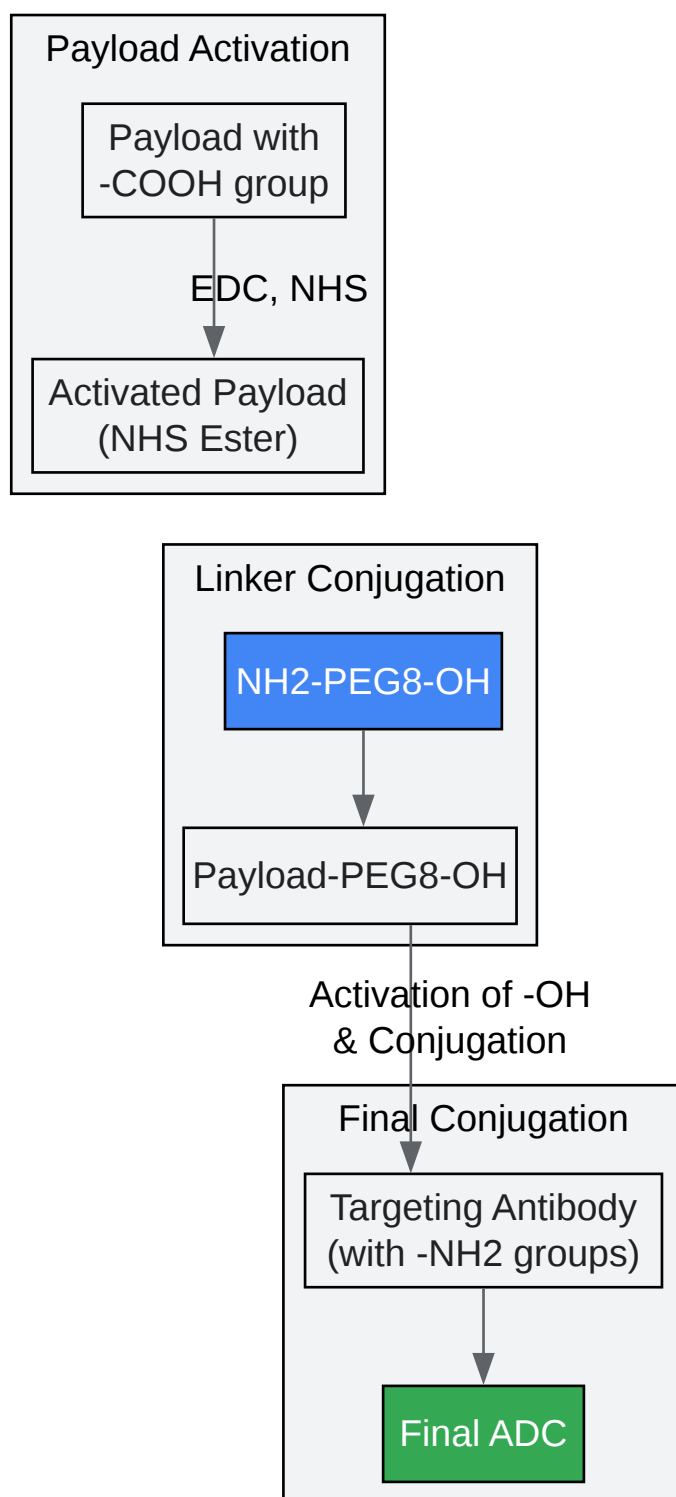 Payload Activation
Payload with
-COOH group
EDC, NHS
Activated Payload
(NHS Ester)
Linker Conjugation
NH2-PEG8-OH
Payload-PEG8-OH
Activation of -OH
& Conjugation
Final Conjugation
Targeting Antibody
(with -NH2 groups)
Final ADC